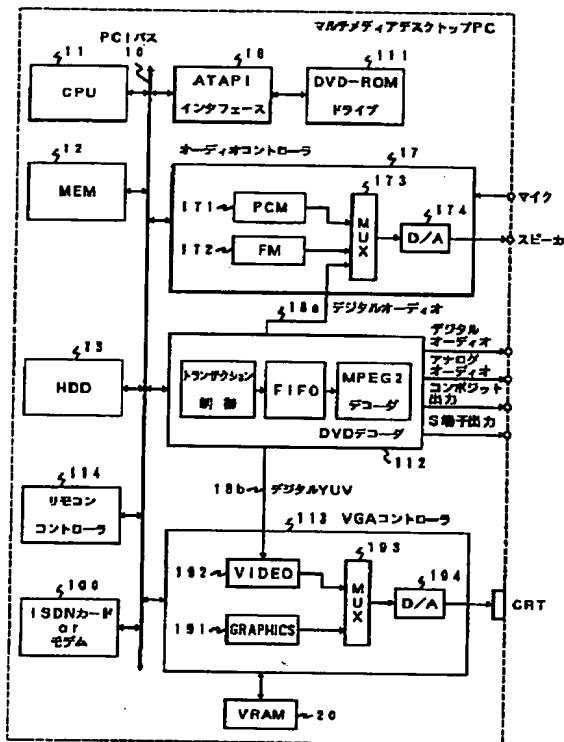 マルチメディアデスクトップPC
PCIバス
10
11
CPU
16
ATAPI
インタフェース
111
DVD-ROM
ドライブ
12
MEM
オーディオコントローラ
17
171
PCM
172
FM
173
MUX
174
D/A
マイク
スピーカ
18a
デジタルオーディオ
13
HDD
トランザクション
制御
FIFO
MPEG2
デコーダ
DVDデコーダ
112
デジタル
オーディオ
アナログ
オーディオ
コンポジット
出力
S端子出力
114
リモコン
コントローラ
18b
デジタルYUV
113
VGAコントローラ
192
VIDEO
191
GRAPHICS
193
MUX
194
D/A
CRT
100
ISDNカード
or
モデム
VRAM
20